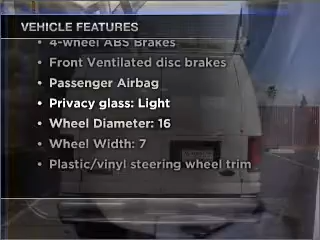 VEHICLE FEATURES
• 4-wheel ABS Brakes
• Front Ventilated disc brakes
• Passenger Airbag
• Privacy glass: Light
• Wheel Diameter: 16
• Wheel Width: 7
• Plastic/vinyl steering wheel trim